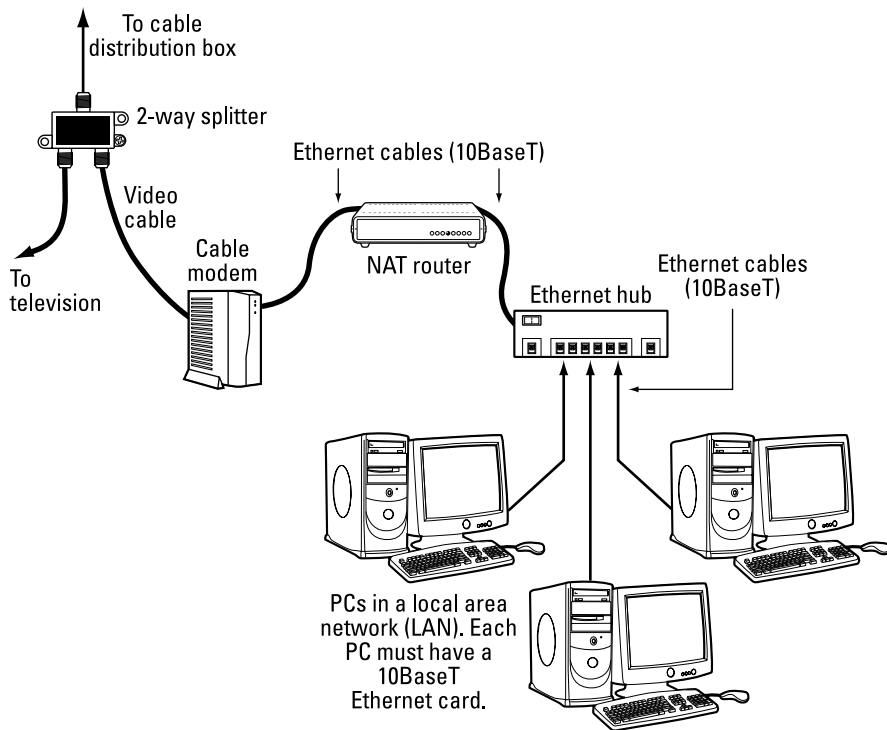 To cable
distribution box
2-way splitter
Ethernet cables (10BaseT)
Video
cable
Cable
modem
To
television
NAT router
Ethernet hub
Ethernet cables
(10BaseT)
PCs in a local area
network (LAN). Each
PC must have a
10BaseT
Ethernet card.